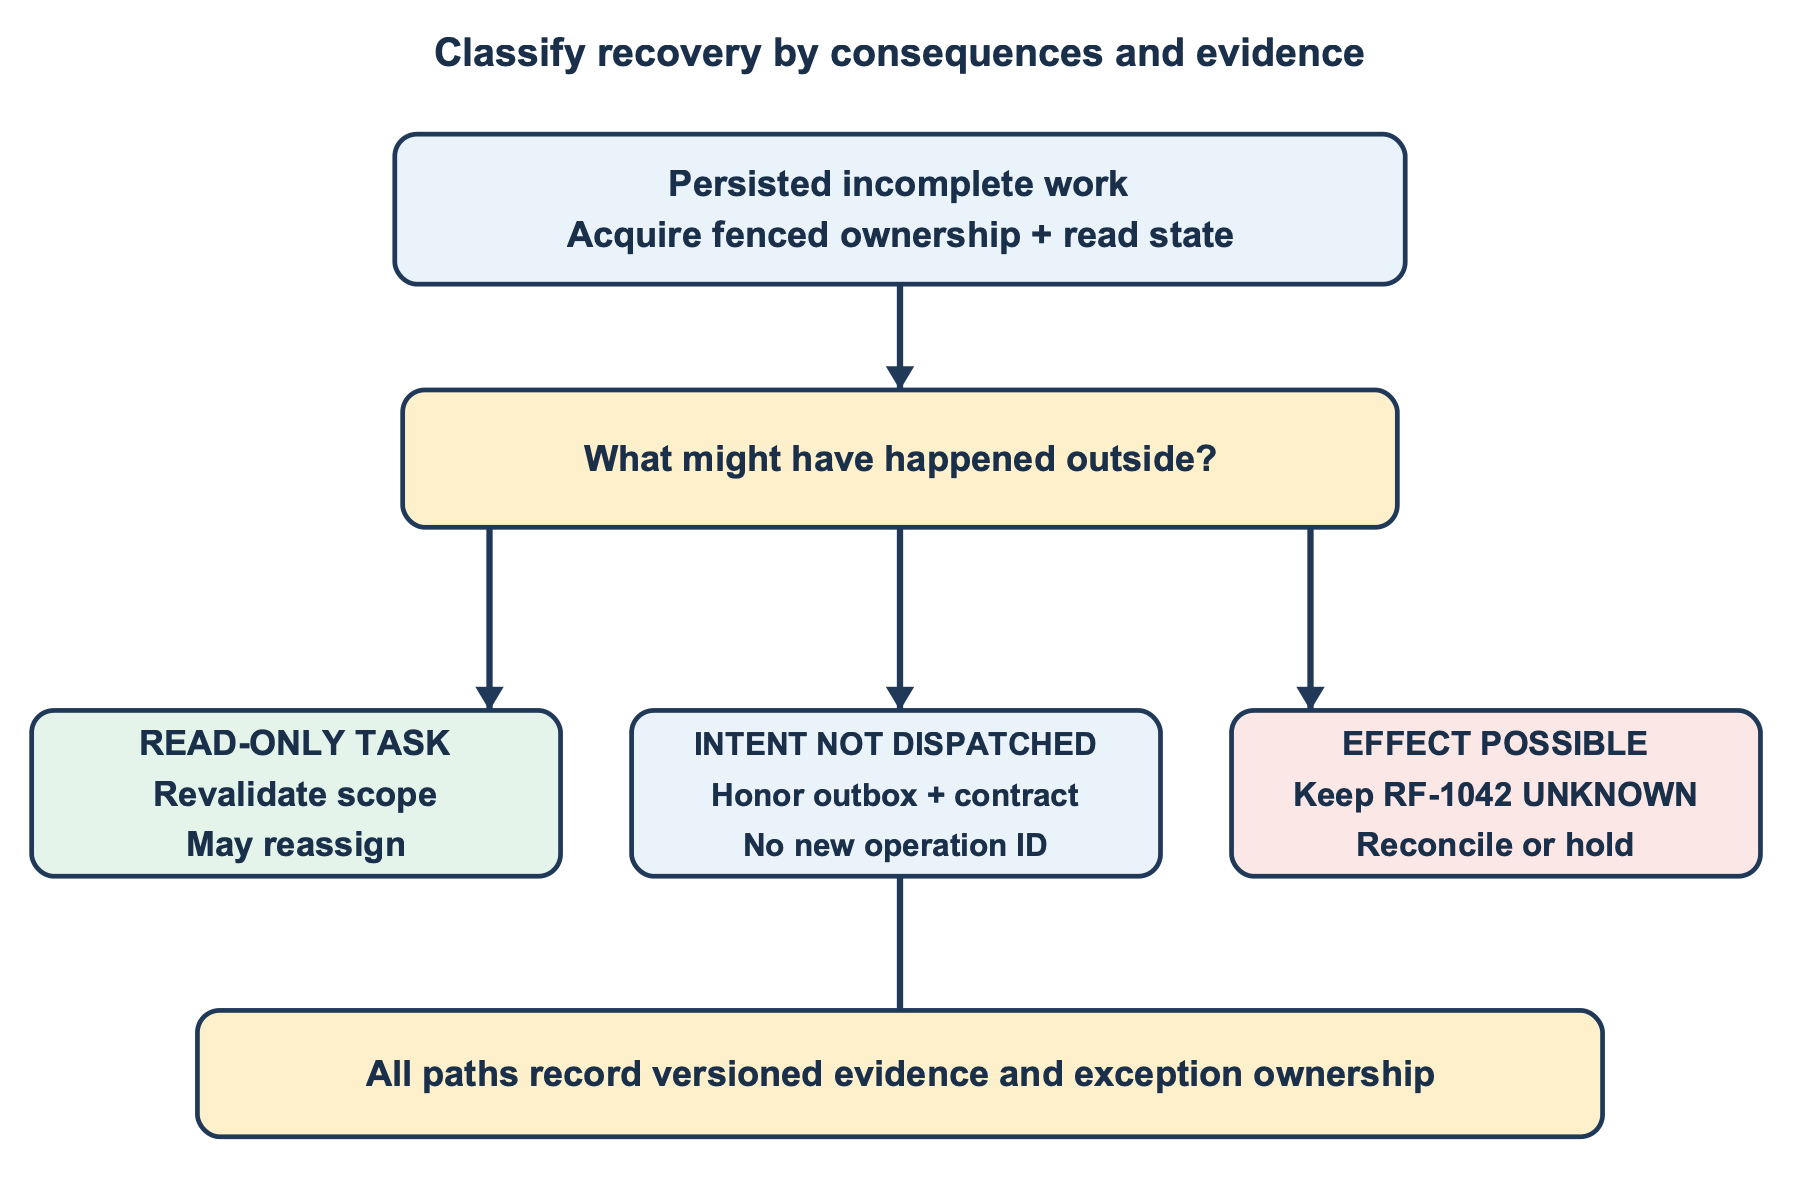 Classify recovery by consequences and evidence
Persisted incomplete work
Acquire fenced ownership + read state
What might have happened outside?
READ-ONLY TASK
Revalidate scope
May reassign
INTENT NOT DISPATCHED
Honor outbox + contract
No new operation ID
EFFECT POSSIBLE
Keep RF-1042 UNKNOWN
Reconcile or hold
All paths record versioned evidence and exception ownership